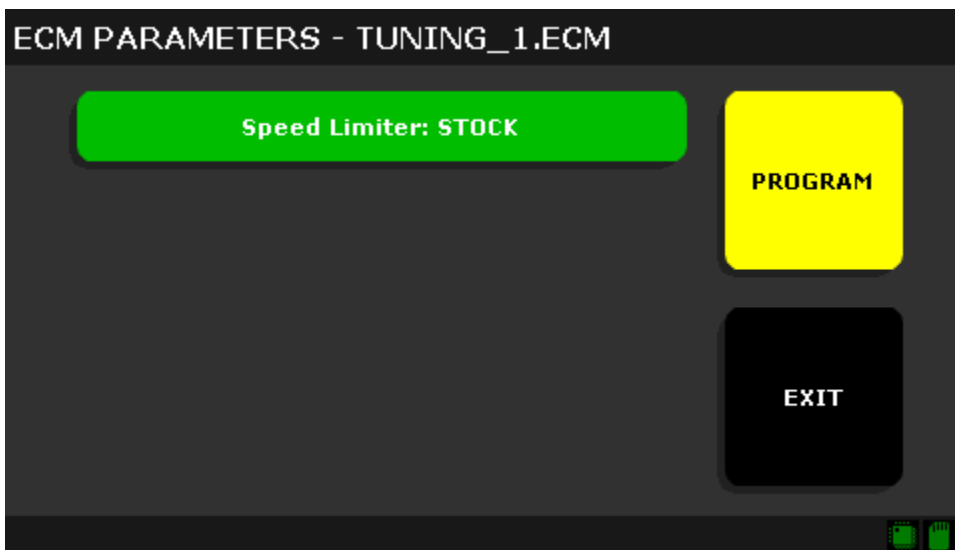 ECM PARAMETERS - TUNING_1.ECM
Speed Limiter: STOCK
PROGRAM
EXIT